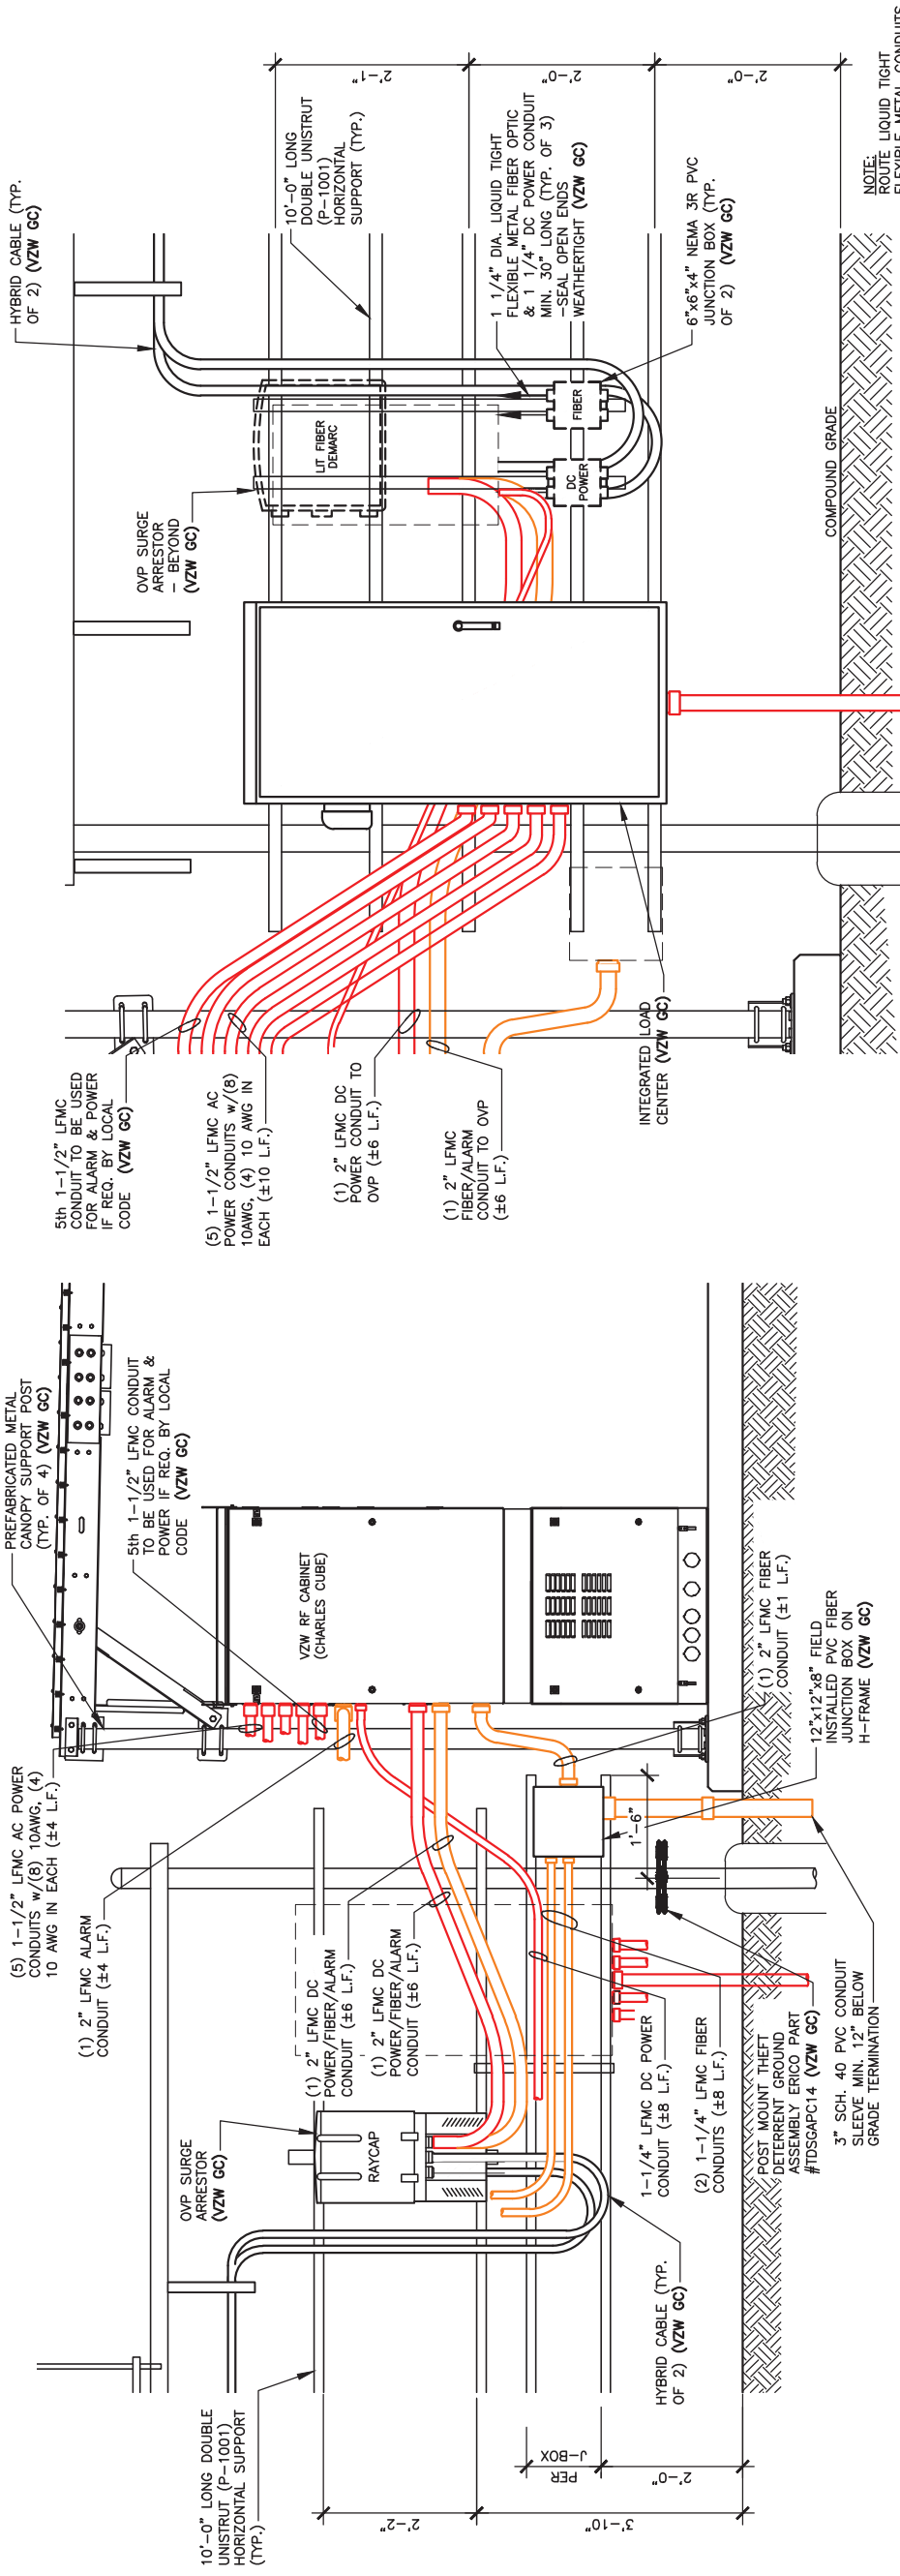 10'-0" LONG DOUBLE
UNISTRUT (P-1001)
HORIZONTAL SUPPORT
(TYP.)
2'-2"
3'-10"
PER
J-BOX
2'-0"
OVP SURGE
ARRESTOR
(VZW GC)
RAYCAP
HYBRID CABLE (TYP.
OF 2) (VZW GC)
(5) 1-1/2" LFMC AC POWER
CONDUITS w/(8) 10AWG, (4)
10 AWG IN EACH (±4 L.F.)
(1) 2" LFMC ALARM
CONDUIT (±4 L.F.)
(1) 2" LFMC DC
POWER/FIBER/ALARM
CONDUIT (±6 L.F.)
(1) 2" LFMC DC
POWER/FIBER/ALARM
CONDUIT (±6 L.F.)
1-1/4" LFMC DC POWER
CONDUIT (±8 L.F.)
(2) 1-1/4" LFMC FIBER
CONDUITS (±8 L.F.)
POST MOUNT THEFT
DETERRENT GROUND
ASSEMBLY ERICO PART
#TDSGAPC14 (VZW GC)
3" SCH. 40 PVC CONDUIT
SLEEVE MIN. 12" BELOW
GRADE TERMINATION
1'-6"
PREFABRICATED METAL
CANOPY SUPPORT POST
(TYP. OF 4) (VZW GC)
5th 1-1/2" LFMC CONDUIT
TO BE USED FOR ALARM &
POWER IF REQ. BY LOCAL
CODE (VZW GC)
VZW RF CABINET
(CHARLES CUBE)
(1) 2" LFMC FIBER
CONDUIT (±1 L.F.)
12"x12"x8" FIELD
INSTALLED PVC FIBER
JUNCTION BOX ON
H-FRAME (VZW GC)
5th 1-1/2" LFMC
CONDUIT TO BE USED
FOR ALARM & POWER
IF REQ. BY LOCAL
CODE (VZW GC)
(5) 1-1/2" LFMC AC
POWER CONDUITS w/(8)
10AWG, (4) 10 AWG IN
EACH (±10 L.F.)
(1) 2" LFMC DC
POWER CONDUIT TO
OVP (±6 L.F.)
(1) 2" LFMC
FIBER/ALARM
CONDUIT TO OVP
(±6 L.F.)
INTEGRATED LOAD
CENTER (VZW GC)
OVP SURGE
ARRESTOR
- BEYOND
(VZW GC)
LIT FIBER
DEMARC
DC
POWER
FIBER
HYBRID CABLE (TYP.
OF 2) (VZW GC)
10'-0" LONG
DOUBLE UNISTRUT
(P-1001)
HORIZONTAL
SUPPORT (TYP.)
1 1/4" DIA. LIQUID TIGHT
FLEXIBLE METAL FIBER OPTIC
& 1 1/4" DC POWER CONDUIT
MIN. 30" LONG (TYP. OF 3)
-SEAL OPEN ENDS
WEATHERTIGHT (VZW GC)
6"x6"x4" NEMA 3R PVC
JUNCTION BOX (TYP.
OF 2) (VZW GC)
COMPOUND GRADE
2'-1"
2'-0"
2'-0"
NOTE:
ROUTE LIQUID TIGHT
FLEXIBLE METAL CONDUITS